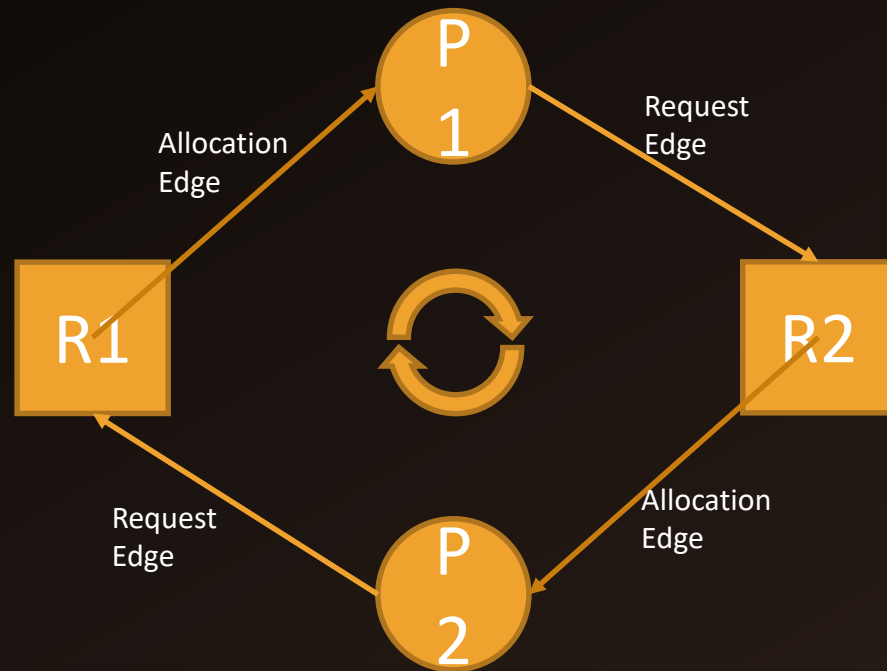 P
1
Request
Edge
Allocation
Edge
R1
R2
Allocation
Edge
Request
Edge
P
2